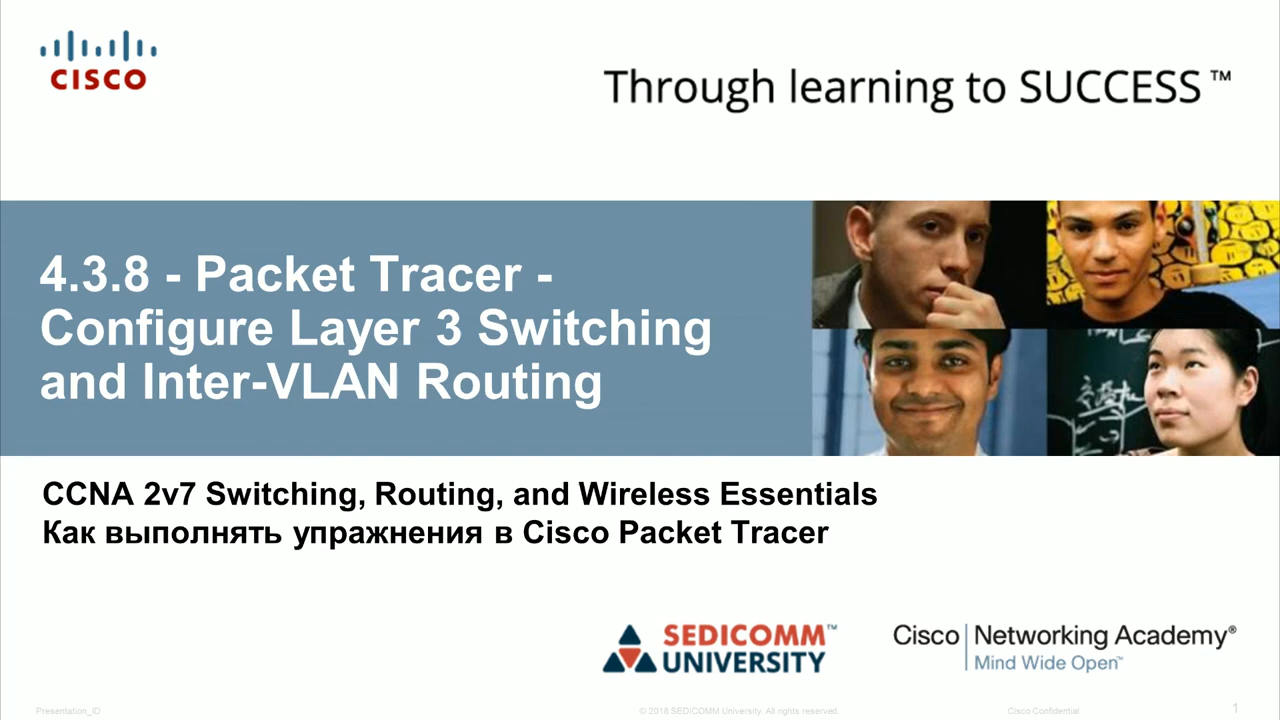 CISCO
Through learning to SUCCESS™
4.3.8 - Packet Tracer -
Configure Layer 3 Switching
and Inter-VLAN Routing
CCNA 2v7 Switching, Routing, and Wireless Essentials
Как выполнять упражнения в Cisco Packet Tracer
SEDICOMM™
UNIVERSITY
Cisco Networking Academy®
Mind Wide Open™
Presentation_ID
© 2018 SEDICOMM University. All rights reserved.
Cisco Confidential
1